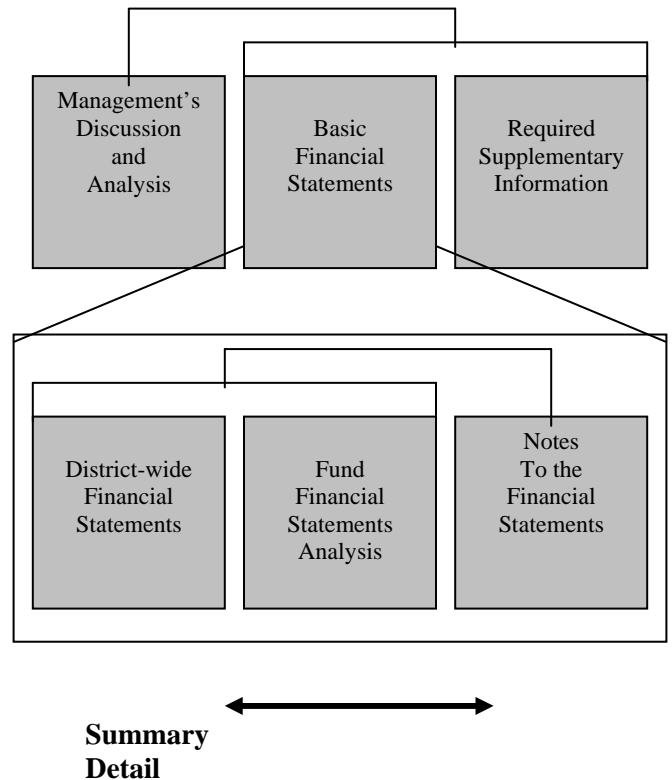 Management's
Discussion
and
Analysis
Basic
Financial
Statements
Required
Supplementary
Information
District-wide
Financial
Statements
Fund
Financial
Statements
Analysis
Notes
To the
Financial
Statements
Summary
Detail